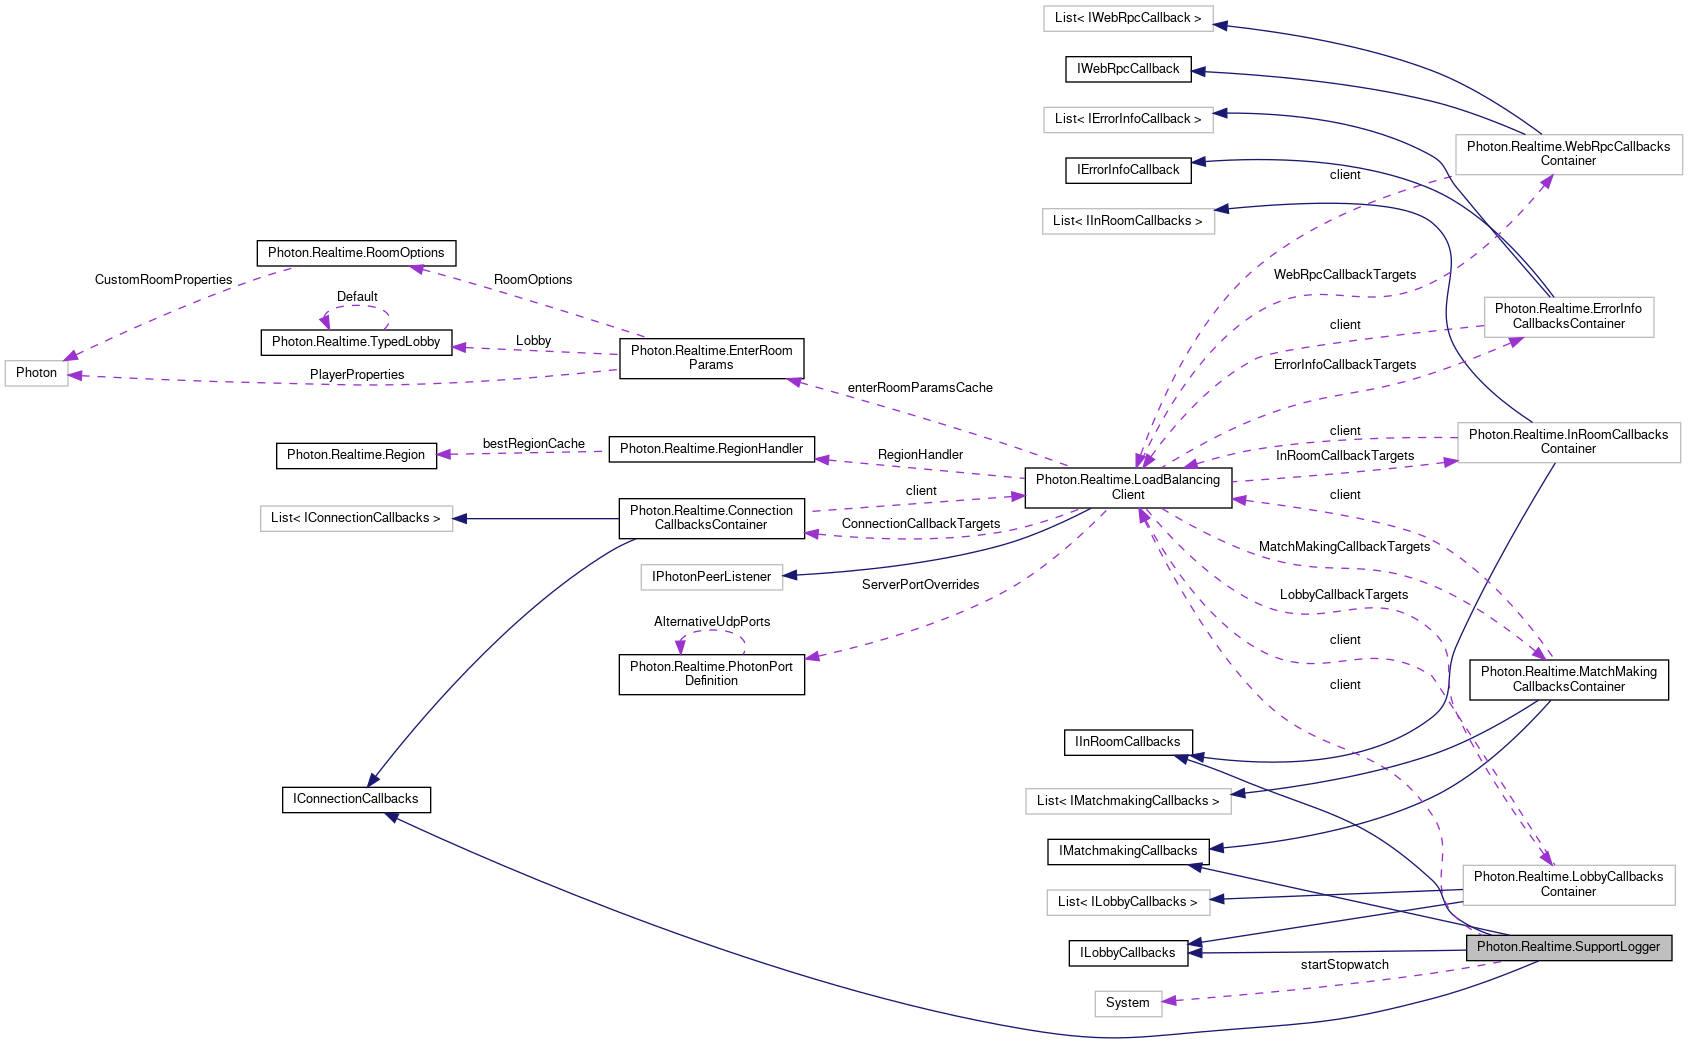 List< IWebRpcCallback >
IWebRpcCallback
List< IErrorInfoCallback >
Photon.Realtime.WebRpcCallbacks
Container
IErrorInfoCallback
client
List< IInRoomCallbacks >
Photon.Realtime.RoomOptions
CustomRoomProperties
RoomOptions
WebRpcCallbackTargets
Default
Photon.Realtime.ErrorInfo
CallbacksContainer
client
Photon.Realtime.TypedLobby
Lobby
Photon.Realtime.EnterRoom
Params
Photon
PlayerProperties
ErrorInfoCallbackTargets
enterRoomParamsCache
Photon.Realtime.Region
bestRegionCache
Photon.Realtime.RegionHandler
RegionHandler
client
InRoomCallbackTargets
Photon.Realtime.InRoomCallbacks
Container
Photon.Realtime.LoadBalancing
Client
client
List< IConnectionCallbacks >
Photon.Realtime.Connection
CallbacksContainer
client
ConnectionCallbackTargets
MatchMakingCallbackTargets
IPhotonPeerListener
ServerPortOverrides
LobbyCallbackTargets
AlternativeUdpPorts
client
Photon.Realtime.PhotonPort
Definition
client
Photon.Realtime.MatchMaking
CallbacksContainer
IInRoomCallbacks
IConnectionCallbacks
List< IMatchmakingCallbacks >
IMatchmakingCallbacks
Photon.Realtime.LobbyCallbacks
Container
List< ILobbyCallbacks >
ILobbyCallbacks
Photon.Realtime.SupportLogger
startStopwatch
System